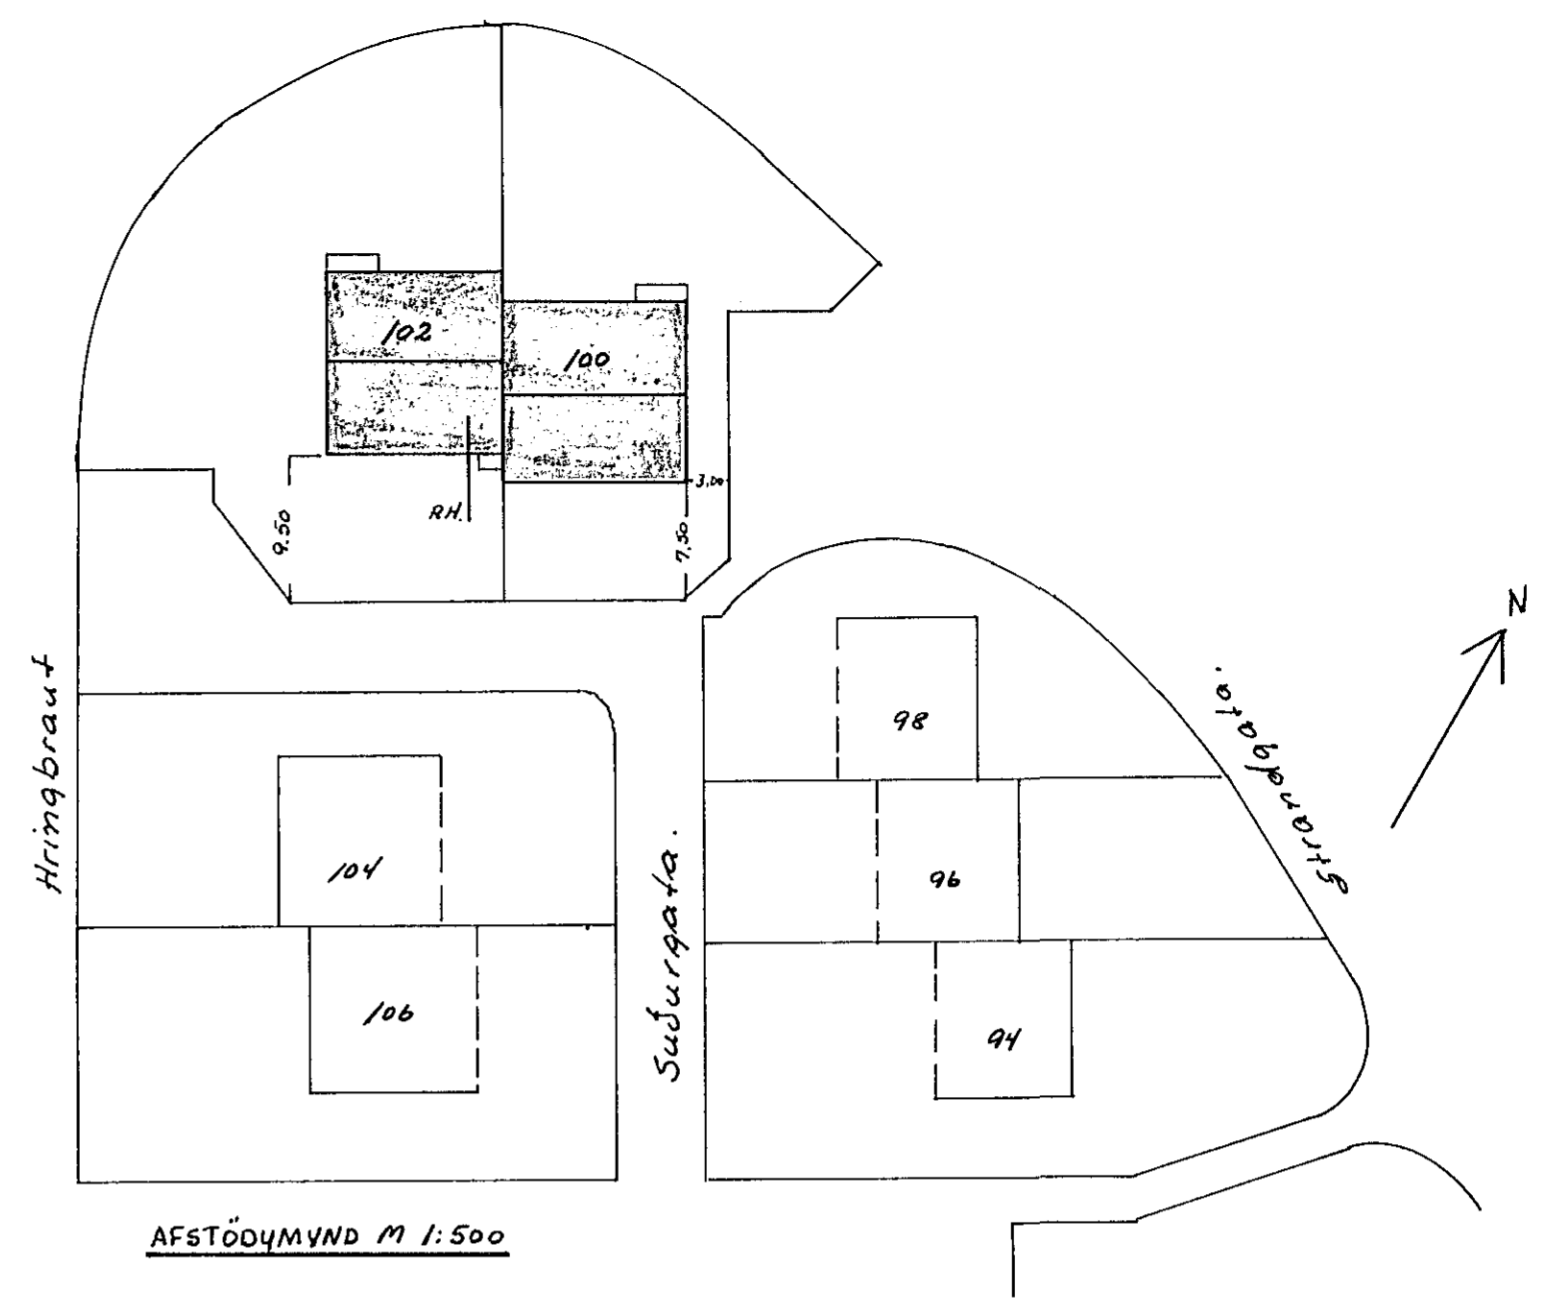 102
100
3,00
RH.
9.50
7,50
N
Hringbraut
Strandgata.
98
104
96
Suðurgata.
106
94
AFSTÖÐUMYND M 1:500